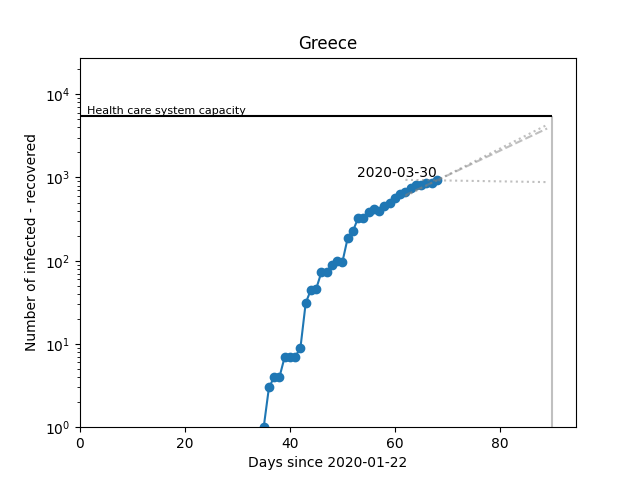 Greece
Health care system capacity
2020-03-30
Number of infected - recovered
10^4
10^3
10^2
10^1
10^0
0 20 40 60 80
Days since 2020-01-22